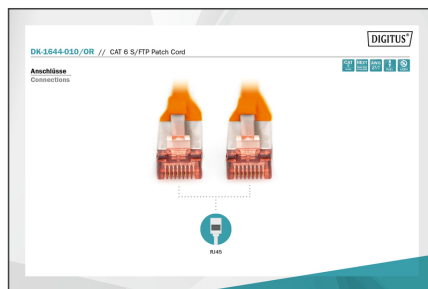 DIGITUS®
DK-1644-010/OR // CAT 6 S/FTP Patch Cord
Anschlüsse
Connections
RJ45